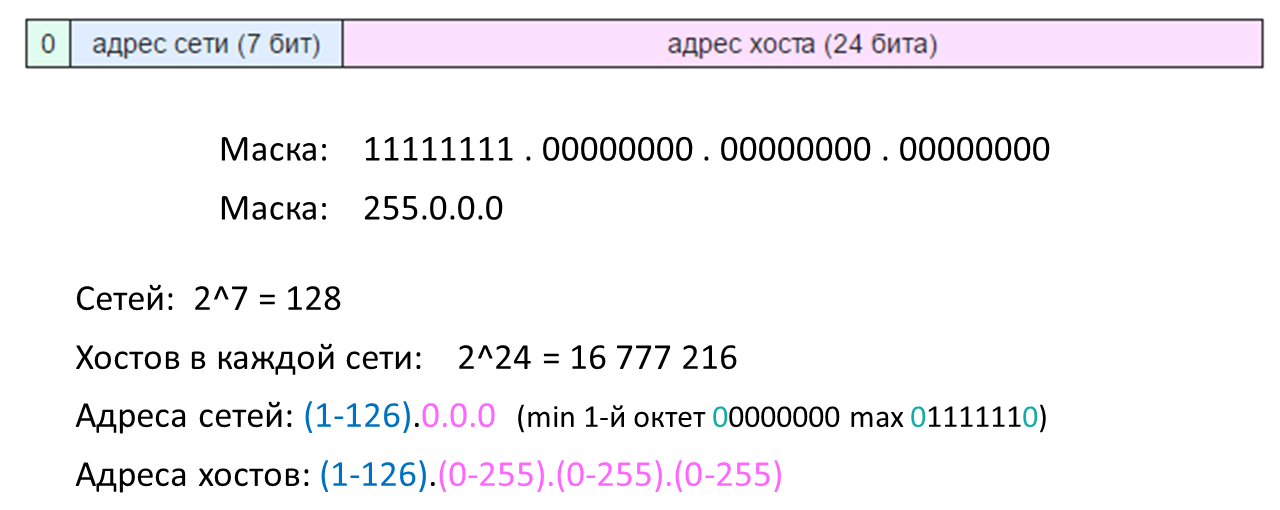 0 адрес сети (7 бит) адрес хоста (24 бита)
Маска: 11111111 . 00000000 . 00000000 . 00000000
Маска: 255.0.0.0
Сетей: 2^7 = 128
Хостов в каждой сети: 2^24 = 16 777 216
Адреса сетей: (1-126).0.0.0 (min 1-й октет 00000000 max 01111110)
Адреса хостов: (1-126).(0-255).(0-255).(0-255)